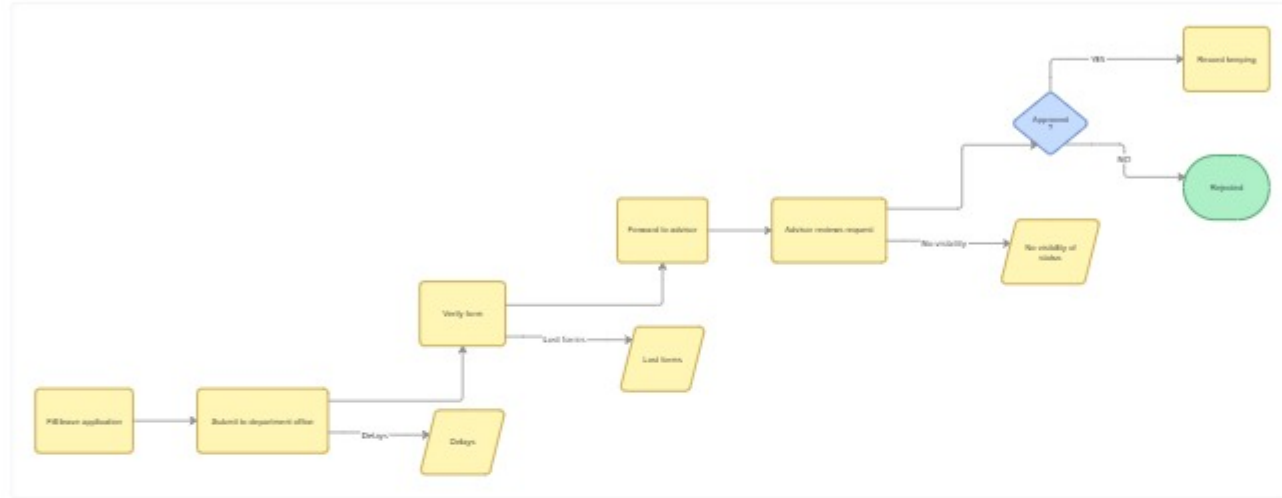 Fill leave application
Submit to department office
Delays
Delays
Verify form
Lost forms
Lost forms
Forward to advisor
Advisor reviews request
No visibility
No visibility of
status
Approved
?
YES
Record keeping
NO
Rejected